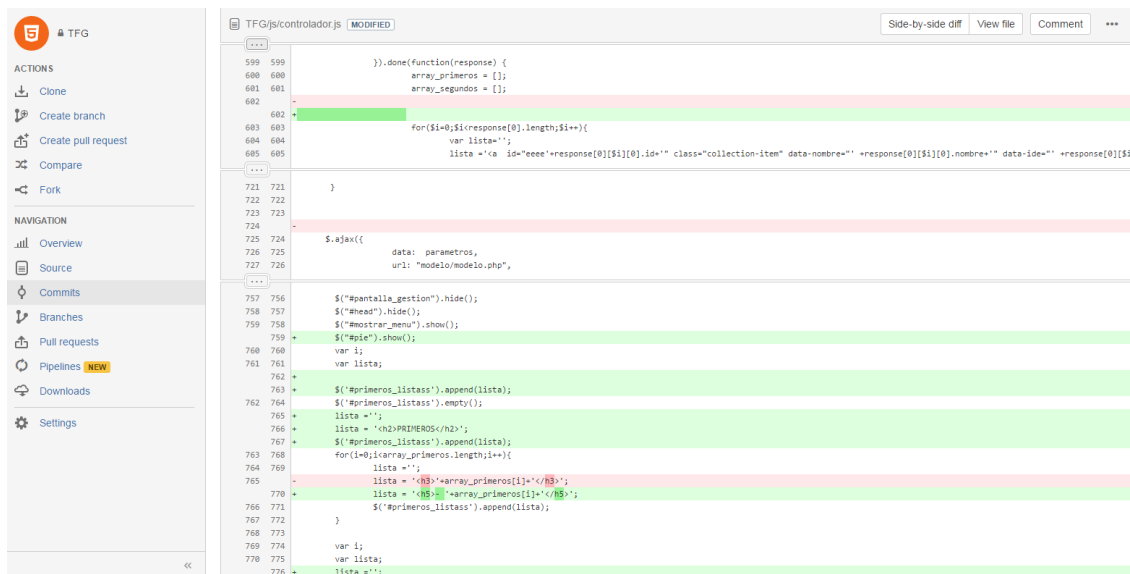 TFG
ACTIONS
Clone
Create branch
Create pull request
Compare
Fork
NAVIGATION
Overview
Source
Commits
Branches
Pull requests
Pipelines NEW
Downloads
Settings
«
TFG/js/controlador.js MODIFIED
Side-by-side diff View file Comment •••
...
599 599 }).done(function(response) {
600 600 array_primeros = [];
601 601 array_segundos = [];
602 -
602 +
603 603 for($i=0;$i<response[0].length;$i++){
604 604 var lista='';
605 605 lista ='<a id="eeee'+response[0][$i][0].id+'" class="collection-item" data-nombre="' +response[0][$i][0].nombre+'" data-ide="' +response[0][$i
...
721 721 }
722 722
723 723
724 -
725 724 $.ajax({
726 725 data: parametros,
727 726 url: "modelo/modelo.php",
...
757 756 $("#pantalla_gestion").hide();
758 757 $("#head").hide();
759 758 $("#mostrar_menu").show();
759 + $("#pie").show();
760 760 var i;
761 761 var lista;
762 +
763 + $('#primeros_listass').append(lista);
762 764 $('#primeros_listass').empty();
765 + lista ='';
766 + lista = '<h2>PRIMEROS</h2>';
767 + $('#primeros_listass').append(lista);
763 768 for(i=0;i<array_primeros.length;i++){
764 769 lista ='';
765 - lista = '<h3>'+array_primeros[i]+'</h3>';
770 + lista = '<h5>- '+array_primeros[i]+'</h5>';
766 771 $('#primeros_listass').append(lista);
767 772 }
768 773
769 774 var i;
770 775 var lista;
776 + lista ='';